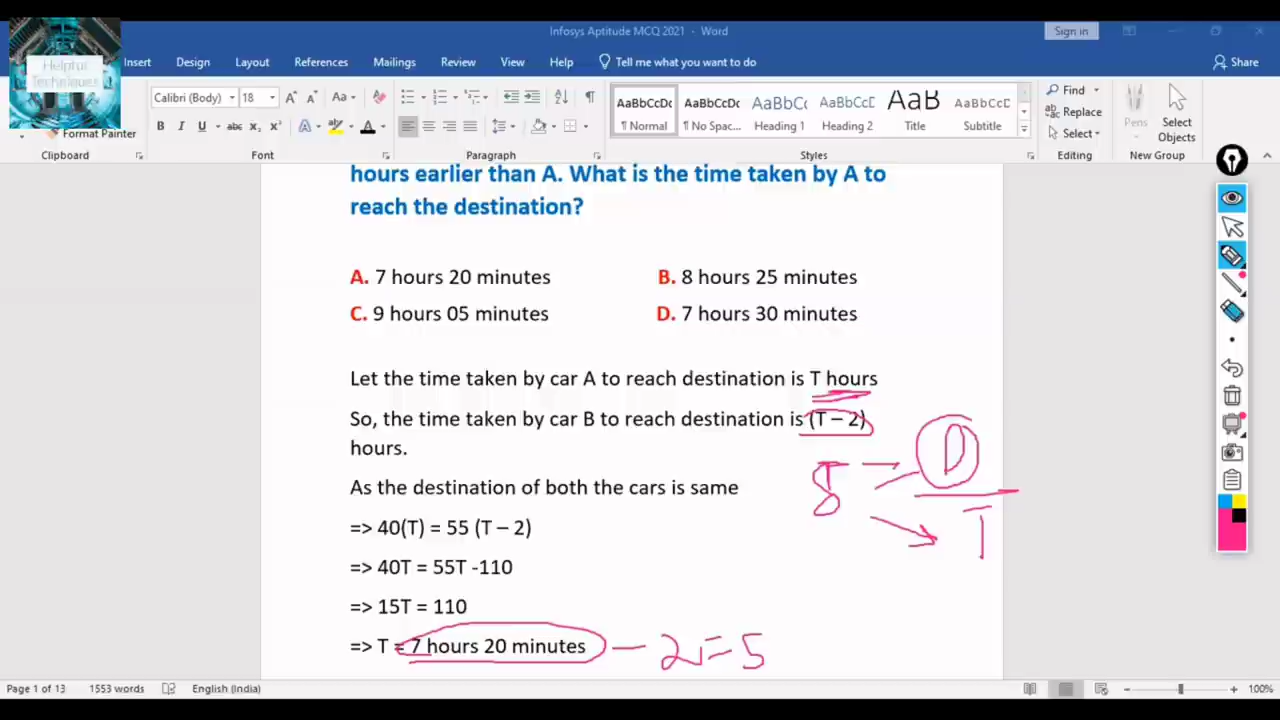 Infosys Aptitude MCQ 2021 - Word
Sign in
Helpful
Techniques
Insert Design Layout References Mailings Review View Help Tell me what you want to do Share
Calibri (Body) 18 Aa
AaBbCcDc AaBbCcDc AaBbCc AaBbCcD AaB AaBbCcD
¶ Normal ¶ No Spac... Heading 1 Heading 2 Title Subtitle
Find
Replace
Select
Pens
Select
Objects
Format Painter
B I U abc x₂ x² A A
Clipboard Font Paragraph Styles Editing New Group
hours earlier than A. What is the time taken by A to
reach the destination?
A. 7 hours 20 minutes B. 8 hours 25 minutes
C. 9 hours 05 minutes D. 7 hours 30 minutes
Let the time taken by car A to reach destination is T hours
So, the time taken by car B to reach destination is (T – 2)
hours.
D
T
As the destination of both the cars is same
=> 40(T) = 55 (T – 2)
=> 40T = 55T -110
=> 15T = 110
=> T = 7 hours 20 minutes – 2 = 5
Page 1 of 13 1553 words English (India) 100%